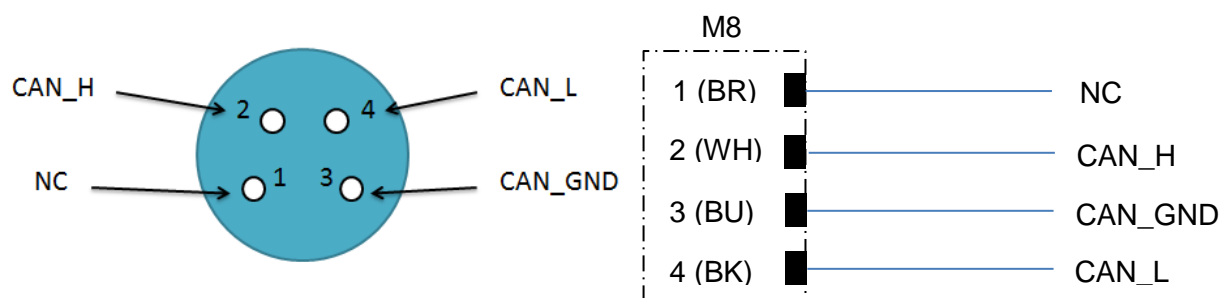 CAN_H
CAN_L
2
4
NC
1
3
CAN_GND
M8
1 (BR)
NC
2 (WH)
CAN_H
3 (BU)
CAN_GND
4 (BK)
CAN_L